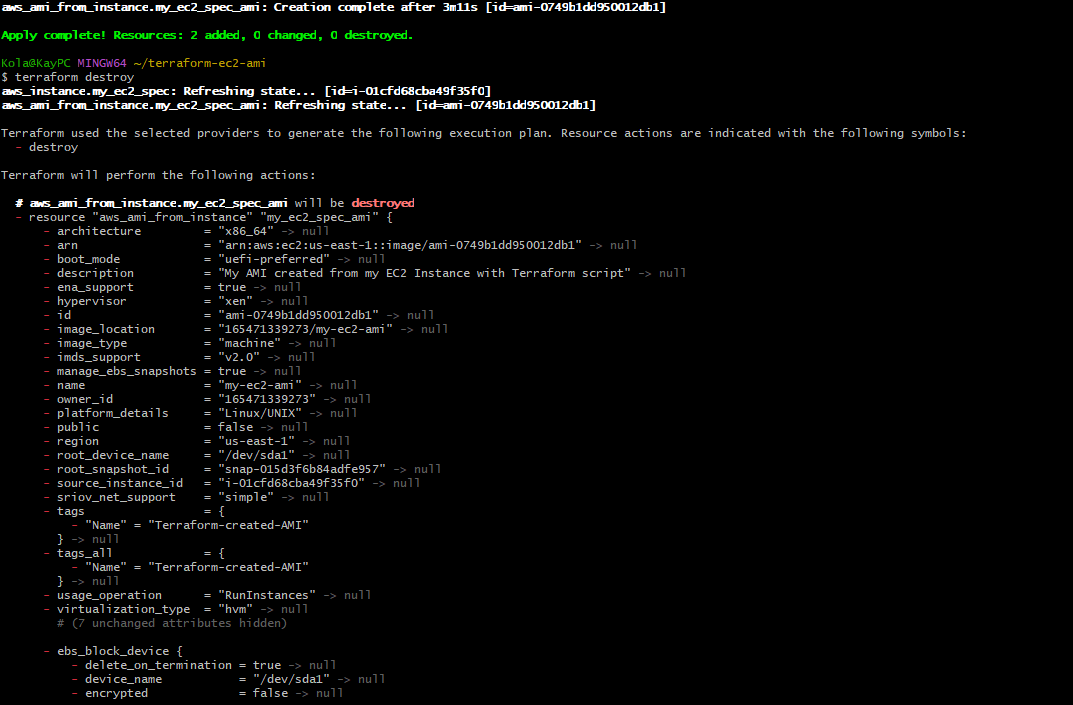 aws_ami_from_instance.my_ec2_spec_ami: Creation complete after 3m11s [id=ami-0749b1dd950012db1]
Apply complete! Resources: 2 added, 0 changed, 0 destroyed.
Kola@KayPC MINGW64 ~/terraform-ec2-ami
$ terraform destroy
aws_instance.my_ec2_spec: Refreshing state... [id=i-01cfd68cba49f35f0]
aws_ami_from_instance.my_ec2_spec_ami: Refreshing state... [id=ami-0749b1dd950012db1]
Terraform used the selected providers to generate the following execution plan. Resource actions are indicated with the following symbols:
  - destroy
Terraform will perform the following actions:
  # aws_ami_from_instance.my_ec2_spec_ami will be destroyed
  - resource "aws_ami_from_instance" "my_ec2_spec_ami" {
      - architecture         = "x86_64" -> null
      - arn                  = "arn:aws:ec2:us-east-1::image/ami-0749b1dd950012db1" -> null
      - boot_mode            = "uefi-preferred" -> null
      - description          = "My AMI created from my EC2 Instance with Terraform script" -> null
      - ena_support          = true -> null
      - hypervisor           = "xen" -> null
      - id                   = "ami-0749b1dd950012db1" -> null
      - image_location       = "165471339273/my-ec2-ami" -> null
      - image_type           = "machine" -> null
      - imds_support         = "v2.0" -> null
      - manage_ebs_snapshots = true -> null
      - name                 = "my-ec2-ami" -> null
      - owner_id             = "165471339273" -> null
      - platform_details     = "Linux/UNIX" -> null
      - public               = false -> null
      - region               = "us-east-1" -> null
      - root_device_name     = "/dev/sda1" -> null
      - root_snapshot_id     = "snap-015d3f6b84adfe957" -> null
      - source_instance_id   = "i-01cfd68cba49f35f0" -> null
      - sriov_net_support    = "simple" -> null
      - tags                 = {
          - "Name" = "Terraform-created-AMI"
        } -> null
      - tags_all             = {
          - "Name" = "Terraform-created-AMI"
        } -> null
      - usage_operation      = "RunInstances" -> null
      - virtualization_type  = "hvm" -> null
        # (7 unchanged attributes hidden)
      - ebs_block_device {
          - delete_on_termination = true -> null
          - device_name           = "/dev/sda1" -> null
          - encrypted             = false -> null